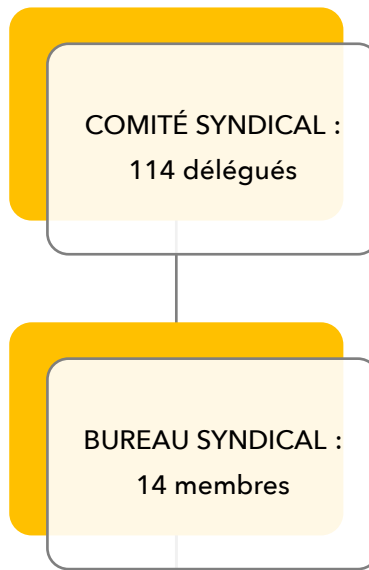 COMITÉ SYNDICAL :
114 délégués
BUREAU SYNDICAL :
14 membres